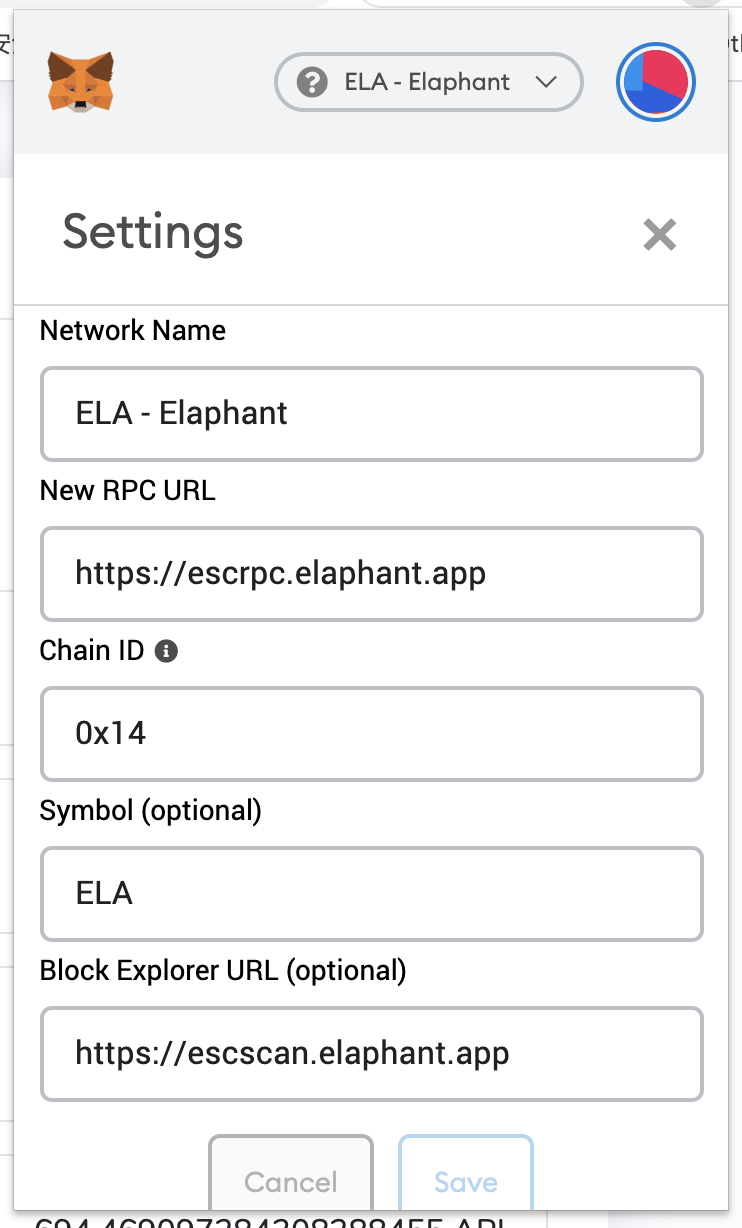 ELA - Elaphant
Settings
Network Name
ELA - Elaphant
New RPC URL
https://escrpc.elaphant.app
Chain ID
0x14
Symbol (optional)
ELA
Block Explorer URL (optional)
https://escscan.elaphant.app
Cancel
Save